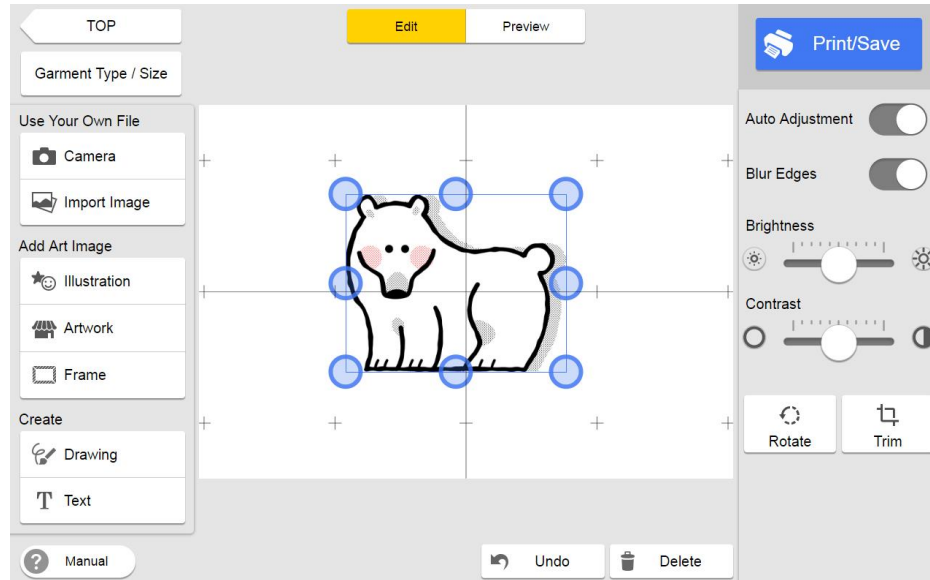 TOP
Edit
Preview
Print/Save
Garment Type / Size
Use Your Own File
Camera
Import Image
Add Art Image
Illustration
Artwork
Frame
Create
Drawing
Text
Manual
Undo
Delete
Auto Adjustment
Blur Edges
Brightness
Contrast
Rotate
Trim